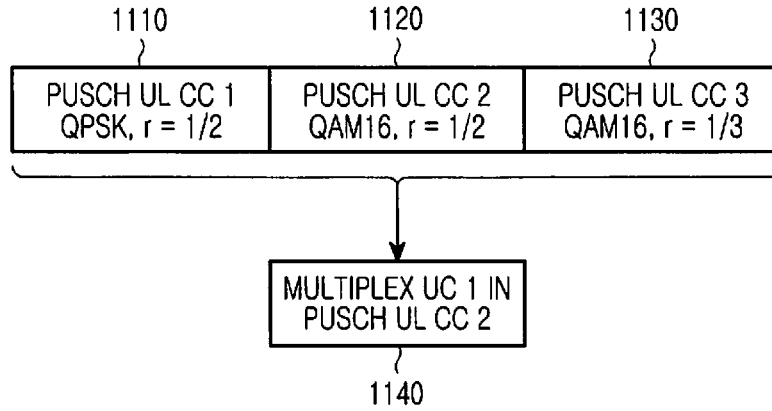 1110
1120
1130
PUSCH UL CC 1
QPSK, r = 1/2
PUSCH UL CC 2
QAM16, r = 1/2
PUSCH UL CC 3
QAM16, r = 1/3
MULTIPLEX UC 1 IN
PUSCH UL CC 2
1140